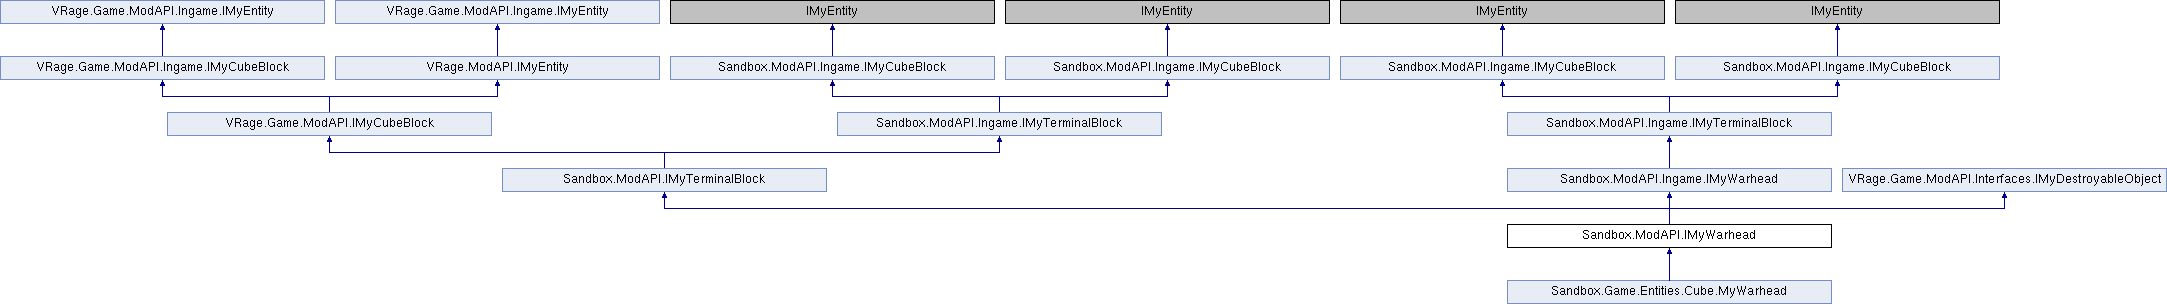 VRage.Game.ModAPI.Ingame.IMyEntity
VRage.Game.ModAPI.Ingame.IMyEntity
IMyEntity
IMyEntity
IMyEntity
IMyEntity
VRage.Game.ModAPI.Ingame.IMyCubeBlock
VRage.ModAPI.IMyEntity
Sandbox.ModAPI.Ingame.IMyCubeBlock
Sandbox.ModAPI.Ingame.IMyCubeBlock
Sandbox.ModAPI.Ingame.IMyCubeBlock
Sandbox.ModAPI.Ingame.IMyCubeBlock
VRage.Game.ModAPI.IMyCubeBlock
Sandbox.ModAPI.Ingame.IMyTerminalBlock
Sandbox.ModAPI.Ingame.IMyTerminalBlock
Sandbox.ModAPI.IMyTerminalBlock
Sandbox.ModAPI.Ingame.IMyWarhead
VRage.Game.ModAPI.Interfaces.IMyDestroyableObject
Sandbox.ModAPI.IMyWarhead
Sandbox.Game.Entities.Cube.MyWarhead